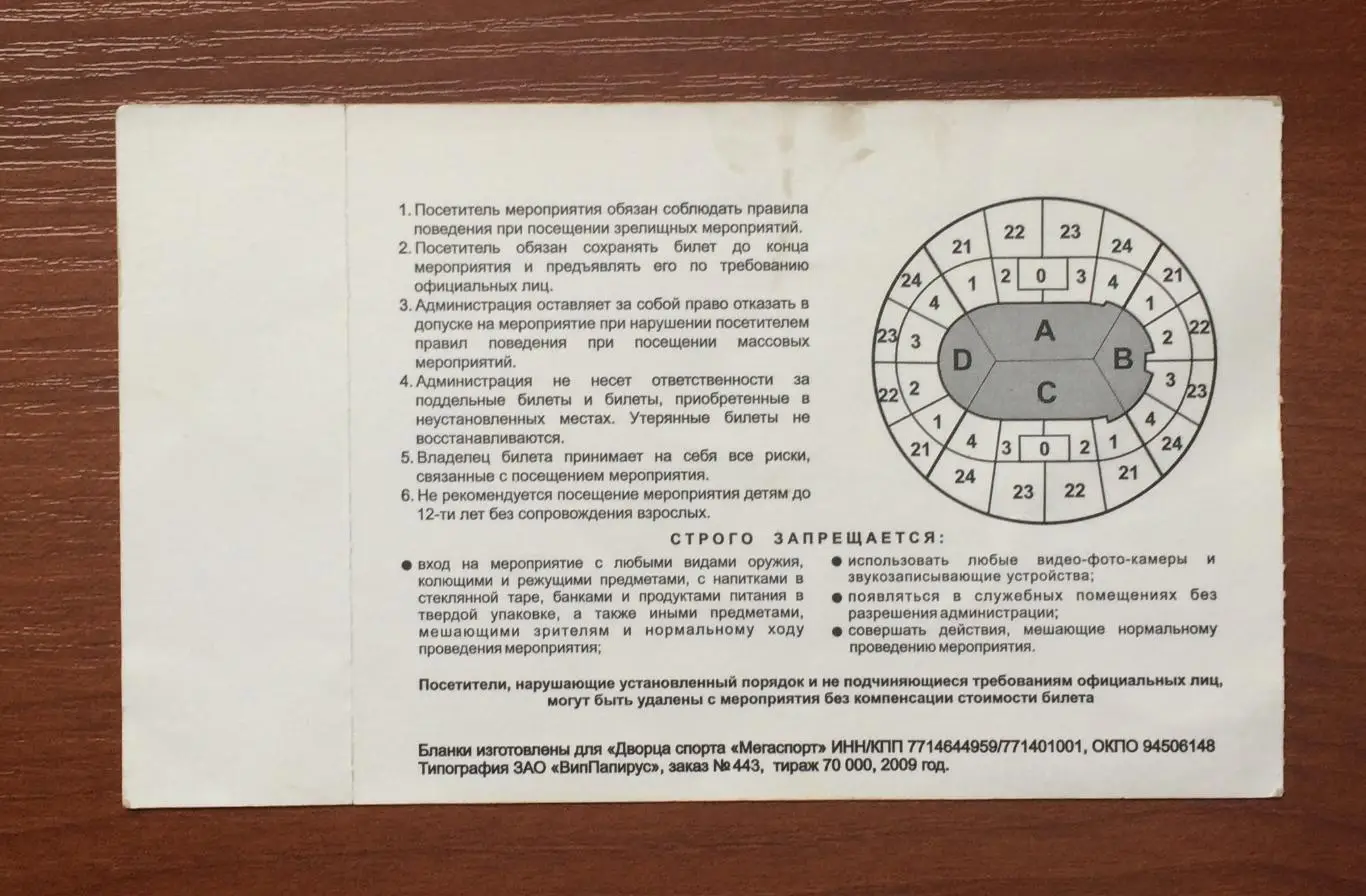 1. Посетитель мероприятия обязан соблюдать правила
поведения при посещении зрелищных мероприятий.
2. Посетитель обязан сохранять билет до конца
мероприятия и предъявлять его по требованию
официальных лиц.
3. Администрация оставляет за собой право отказать в
допуске на мероприятие при нарушении посетителем
правил поведения при посещении массовых
мероприятий.
4. Администрация не несет ответственности за
поддельные билеты и билеты, приобретенные в
неустановленных местах. Утерянные билеты не
восстанавливаются.
5. Владелец билета принимает на себя все риски,
связанные с посещением мероприятия.
6. Не рекомендуется посещение мероприятия детям до
12-ти лет без сопровождения взрослых.
22 23
21 24
24 1 2 0 3 4 21
4 1
23 3 A 2 22
D B
22 2 C 3 23
1 4
21 4 3 0 2 1 24
24 21
23 22
СТРОГО ЗАПРЕЩАЕТСЯ:
● вход на мероприятие с любыми видами оружия,
колющими и режущими предметами, с напитками в
стеклянной таре, банками и продуктами питания в
твердой упаковке, а также иными предметами,
мешающими зрителям и нормальному ходу
проведения мероприятия;
● использовать любые видео-фото-камеры и
звукозаписывающие устройства;
● появляться в служебных помещениях без
разрешения администрации;
● совершать действия, мешающие нормальному
проведению мероприятия.
Посетители, нарушающие установленный порядок и не подчиняющиеся требованиям официальных лиц,
могут быть удалены с мероприятия без компенсации стоимости билета
Бланки изготовлены для «Дворца спорта «Мегаспорт» ИНН/КПП 7714644959/771401001, ОКПО 94506148
Типография ЗАО «ВипПапирус», заказ №443, тираж 70 000, 2009 год.